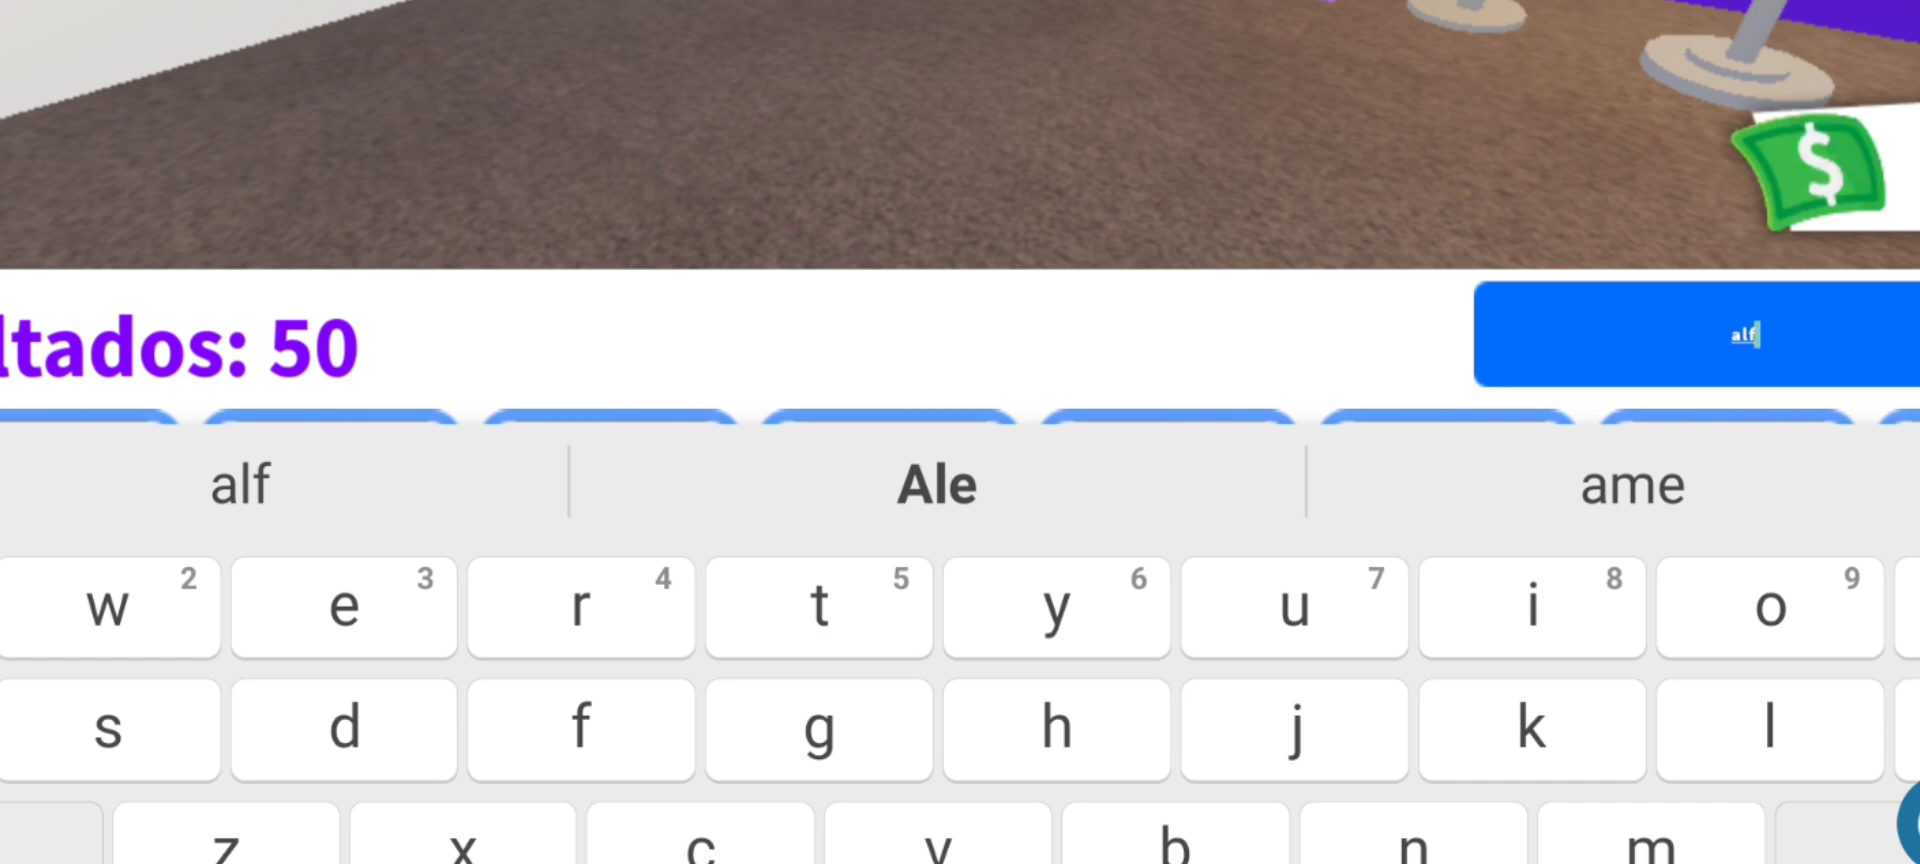 $
ltados: 50
alf
alf Ale ame
w 2 e 3 r 4 t 5 y 6 u 7 i 8 o 9
s d f g h j k l
z x c v b n m